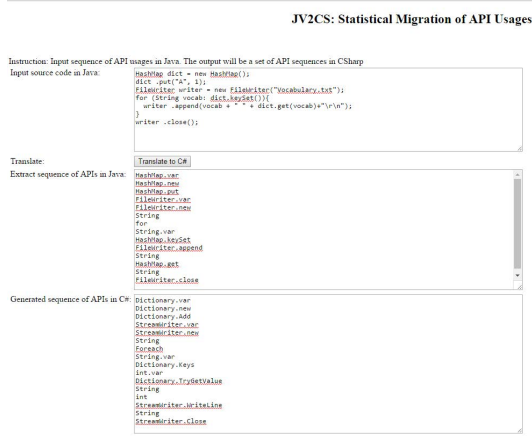 JV2CS: Statistical Migration of API Usages
Instruction: Input sequence of API usages in Java. The output will be a set of API sequences in CSharp
Input source code in Java:
HashMap dict = new HashMap();
dict .put("A", 1);
FileWriter writer = new FileWriter("Vocabulary.txt");
for (String vocab: dict.keySet()){
writer .append(vocab + " " + dict.get(vocab)+"\r\n");
}
writer .close();
Translate:
Translate to C#
Extract sequence of APIs in Java:
HashMap.var
HashMap.new
HashMap.put
FileWriter.var
FileWriter.new
String
for
String.var
HashMap.keySet
FileWriter.append
String
HashMap.get
String
FileWriter.close
Generated sequence of APIs in C#:
Dictionary.var
Dictionary.new
Dictionary.Add
StreamWriter.var
StreamWriter.new
String
Foreach
String.var
Dictionary.Keys
int.var
Dictionary.TryGetValue
String
int
StreamWriter.WriteLine
String
StreamWriter.Close